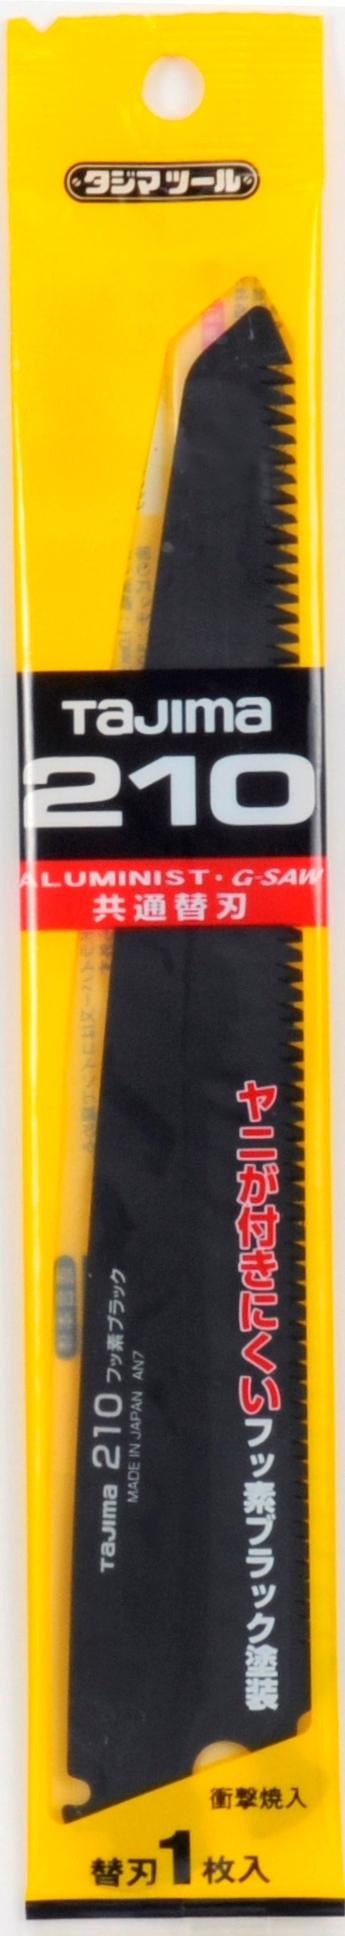 タジマツール
TAJIMA
210
ALUMINIST・G-SAW
共通替刃
ヤニが付きにくいフッ素ブラック塗装
TAJIMA 210 フッ素ブラック
MADE IN JAPAN AN7
衝撃焼入
替刃1枚入